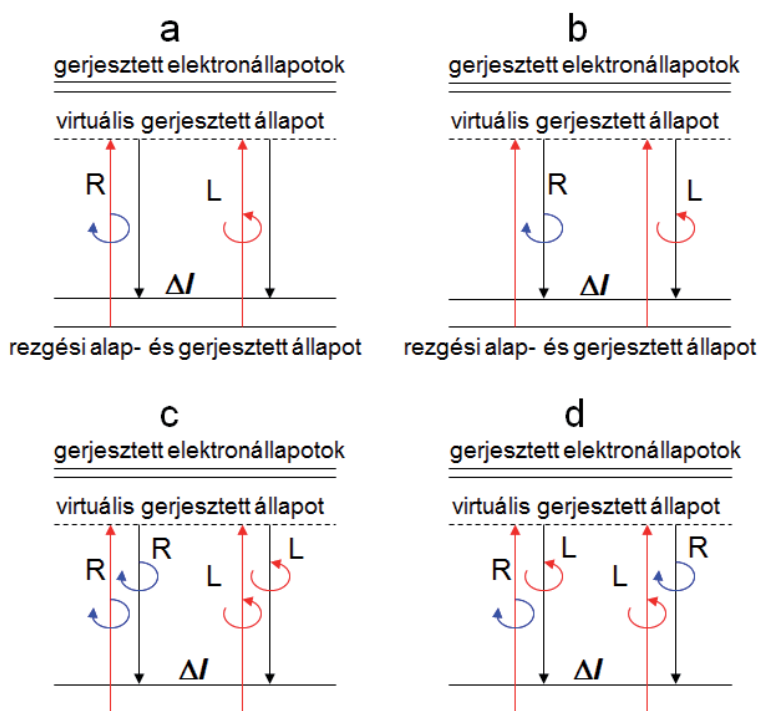 a
gerjesztett elektronállapotok
virtuális gerjesztett állapot
R
L
ΔI
rezgési alap- és gerjesztett állapot
b
gerjesztett elektronállapotok
virtuális gerjesztett állapot
R
L
ΔI
rezgési alap- és gerjesztett állapot
c
gerjesztett elektronállapotok
virtuális gerjesztett állapot
R R L L
ΔI
d
gerjesztett elektronállapotok
virtuális gerjesztett állapot
R L L R
ΔI